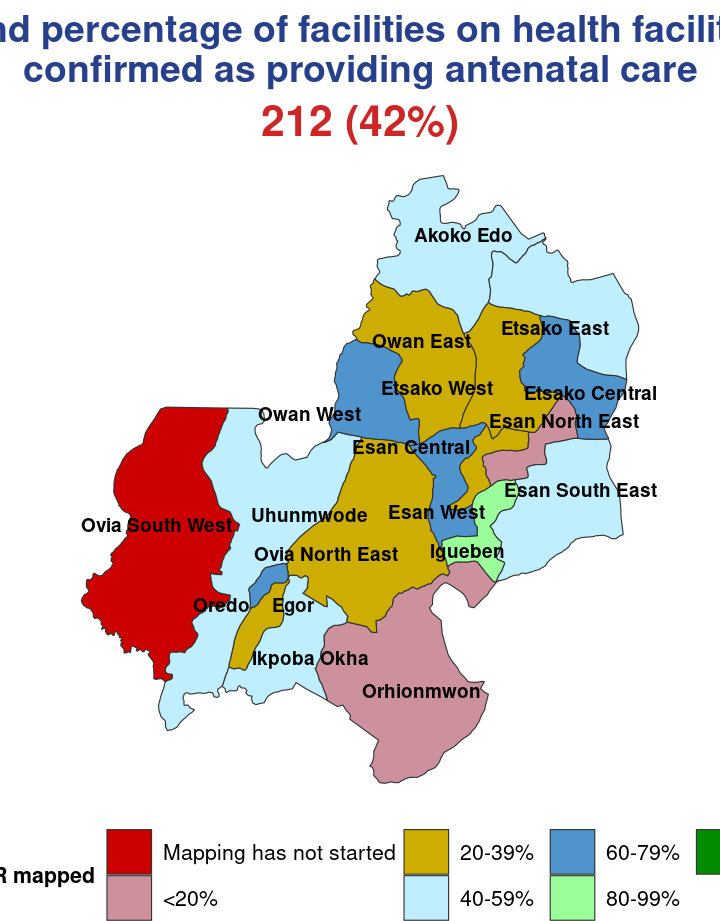 percentage of facilities on health
confirmed as providing antenatal care
212 (42%)
Akoko Edo
Etsako East
Owan East
Etsako West
Etsako Central
Owan West
Esan North East
Esan Central
Esan South East
Esan West
Uhunmwode
Ovia South West
Ovia North East
Igueben
Oredo
Egor
Ikpoba Okha
Orhionmwon
mapped
Mapping has not started
20-39%
60-79%
<20%
40-59%
80-99%